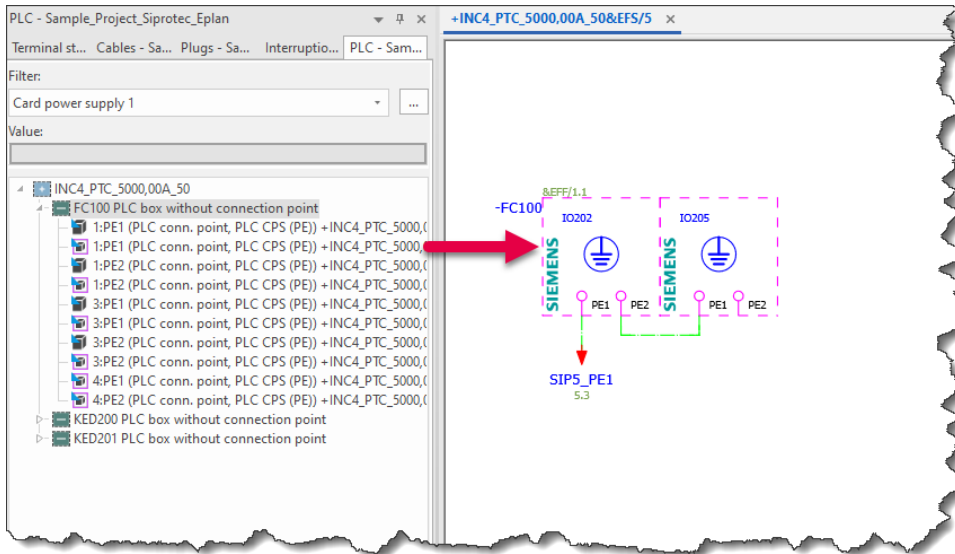 PLC - Sample_Project_Siprotec_Eplan
Terminal st... Cables - Sa... Plugs - Sa... Interruptio... PLC - Sam...
Filter:
Card power supply 1
...
Value:
INC4_PTC_5000,00A_50
FC100 PLC box without connection point
1:PE1 (PLC conn. point, PLC CPS (PE)) +INC4_PTC_5000,0
1:PE1 (PLC conn. point, PLC CPS (PE)) +INC4_PTC_5000,
1:PE2 (PLC conn. point, PLC CPS (PE)) +INC4_PTC_5000,0
1:PE2 (PLC conn. point, PLC CPS (PE)) +INC4_PTC_5000,0
3:PE1 (PLC conn. point, PLC CPS (PE)) +INC4_PTC_5000,0
3:PE1 (PLC conn. point, PLC CPS (PE)) +INC4_PTC_5000,0
3:PE2 (PLC conn. point, PLC CPS (PE)) +INC4_PTC_5000,0
3:PE2 (PLC conn. point, PLC CPS (PE)) +INC4_PTC_5000,0
4:PE1 (PLC conn. point, PLC CPS (PE)) +INC4_PTC_5000,0
4:PE2 (PLC conn. point, PLC CPS (PE)) +INC4_PTC_5000,0
KED200 PLC box without connection point
KED201 PLC box without connection point
+INC4_PTC_5000,00A_50&EFS/5
&EFF/1.1
-FC100
IO202 IO205
SIEMENS SIEMENS
PE1 PE2 PE1 PE2
SIP5_PE1
5.3